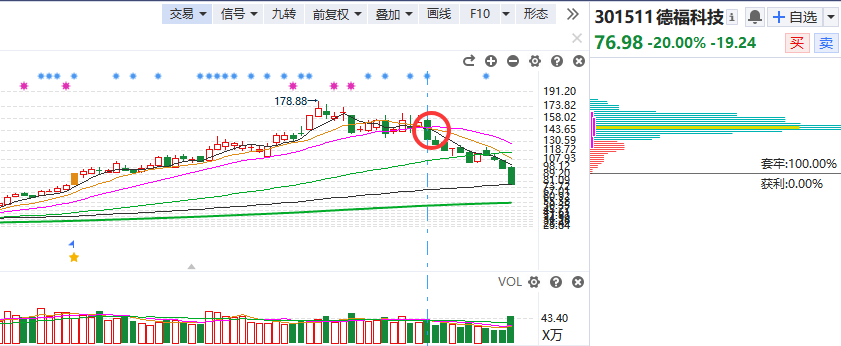 交易 信号 九转 前复权 叠加 画线 F10 形态
301511 德福科技 自选
76.98 -20.00% -19.24
买 卖
191.20
178.88
173.82
158.02
143.65
130.59
118.72
107.93
98.12
89.20
81.09
套牢:100.00%
获利:0.00%
VOL
43.40
X万